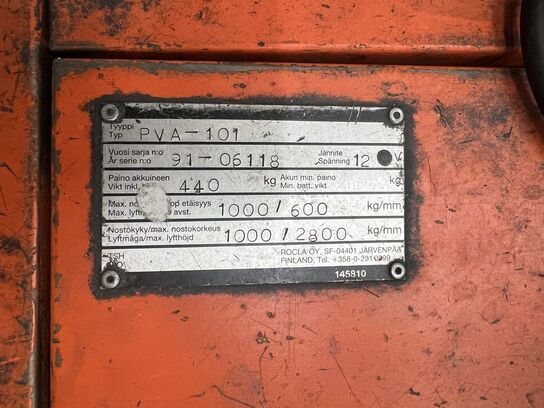 Tyyppi
Typ PVA-101
Vuosi sarja n:o Jännite
År serie n:o 91-06118 Spänning 12 V
Paino akkuineen Akun min. paino
Vikt inkl. 440 kg Min. batt. vikt kg
Max. etäisyys
Max. avst. 1000/600 kg/mm
Nostokyky/max. nostokorkeus
Lyftmåga/max. lyfthöjd 1000/2800 kg/mm
TSH ROCLA OY, SF-04401 JÄRVENPÄÄ
FINLAND, Tel. +358-0-291
145810